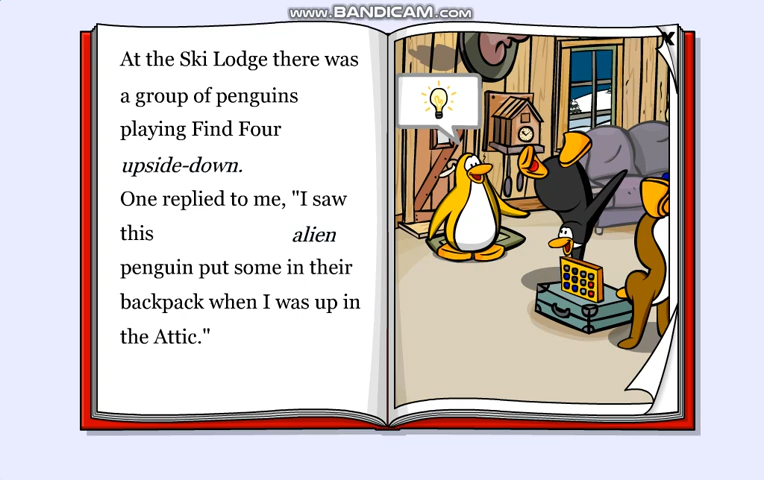 www.BANDICAM.com
At the Ski Lodge there was
a group of penguins
playing Find Four
upside-down.
One replied to me, "I saw
this alien
penguin put some in their
backpack when I was up in
the Attic."
X